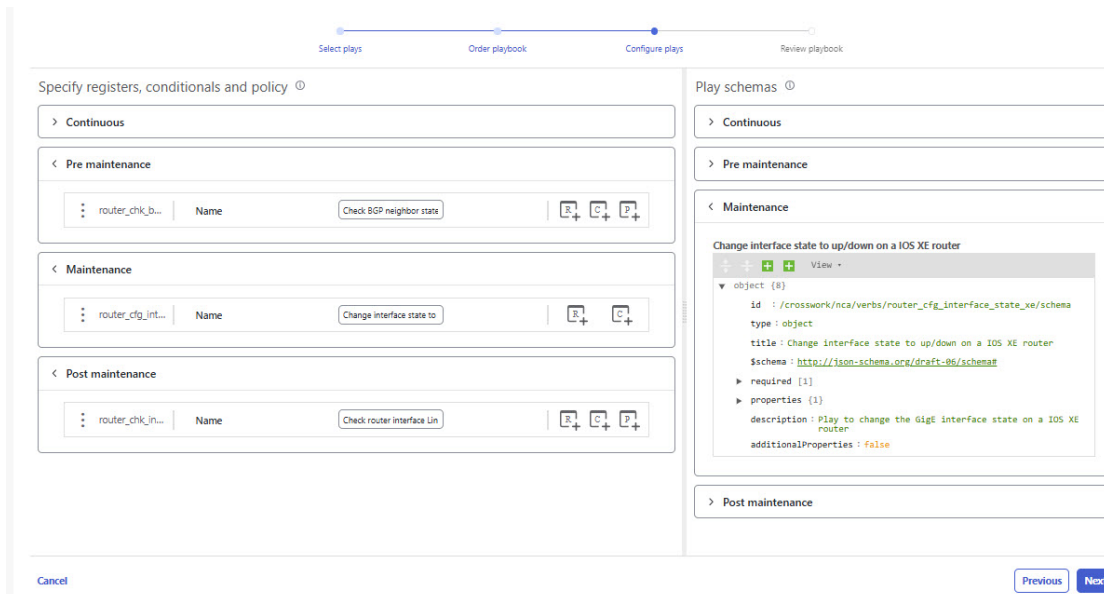 Select plays
Order playbook
Configure plays
Review playbook
Specify registers, conditionals and policy
Continuous
Pre maintenance
router_chk_b...
Name
Check BGP neighbor state
R
C
P
Maintenance
router_cfg_int...
Name
Change interface state to
R
C
Post maintenance
router_chk_in...
Name
Check router interface Lin
R
C
P
Play schemas
Continuous
Pre maintenance
Maintenance
Change interface state to up/down on a IOS XE router
View
object {8}
id : /crosswork/nca/verbs/router_cfg_interface_state_xe/schema
type : object
title : Change interface state to up/down on a IOS XE router
$schema : http://json-schema.org/draft-06/schema#
required [1]
properties {1}
description : Play to change the GigE interface state on a IOS XE
router
additionalProperties : false
Post maintenance
Cancel
Previous
Nex